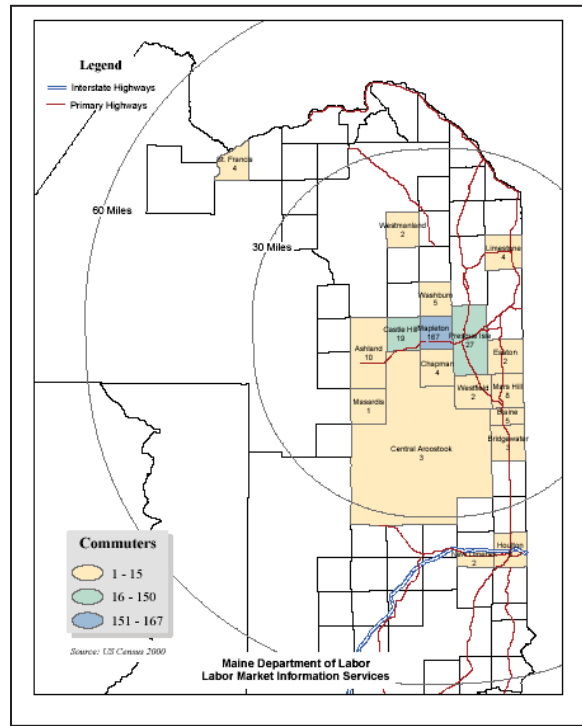 Legend
Interstate Highways
Primary Highways
St. Francis
4
60 Miles
30 Miles
Westmanland
2
Limestone
4
Washburn
5
Castle Hill
19
Mapleton
167
Presque Isle
27
Ashland
10
Easton
2
Chapman
4
Westfield
2
Mars Hill
8
Masardis
1
Blaine
5
Bridgewater
3
Central Aroostook
3
Houlton
2
Commuters
1 - 15
16 - 150
151 - 167
Source: US Census 2000
Maine Department of Labor
Labor Market Information Services